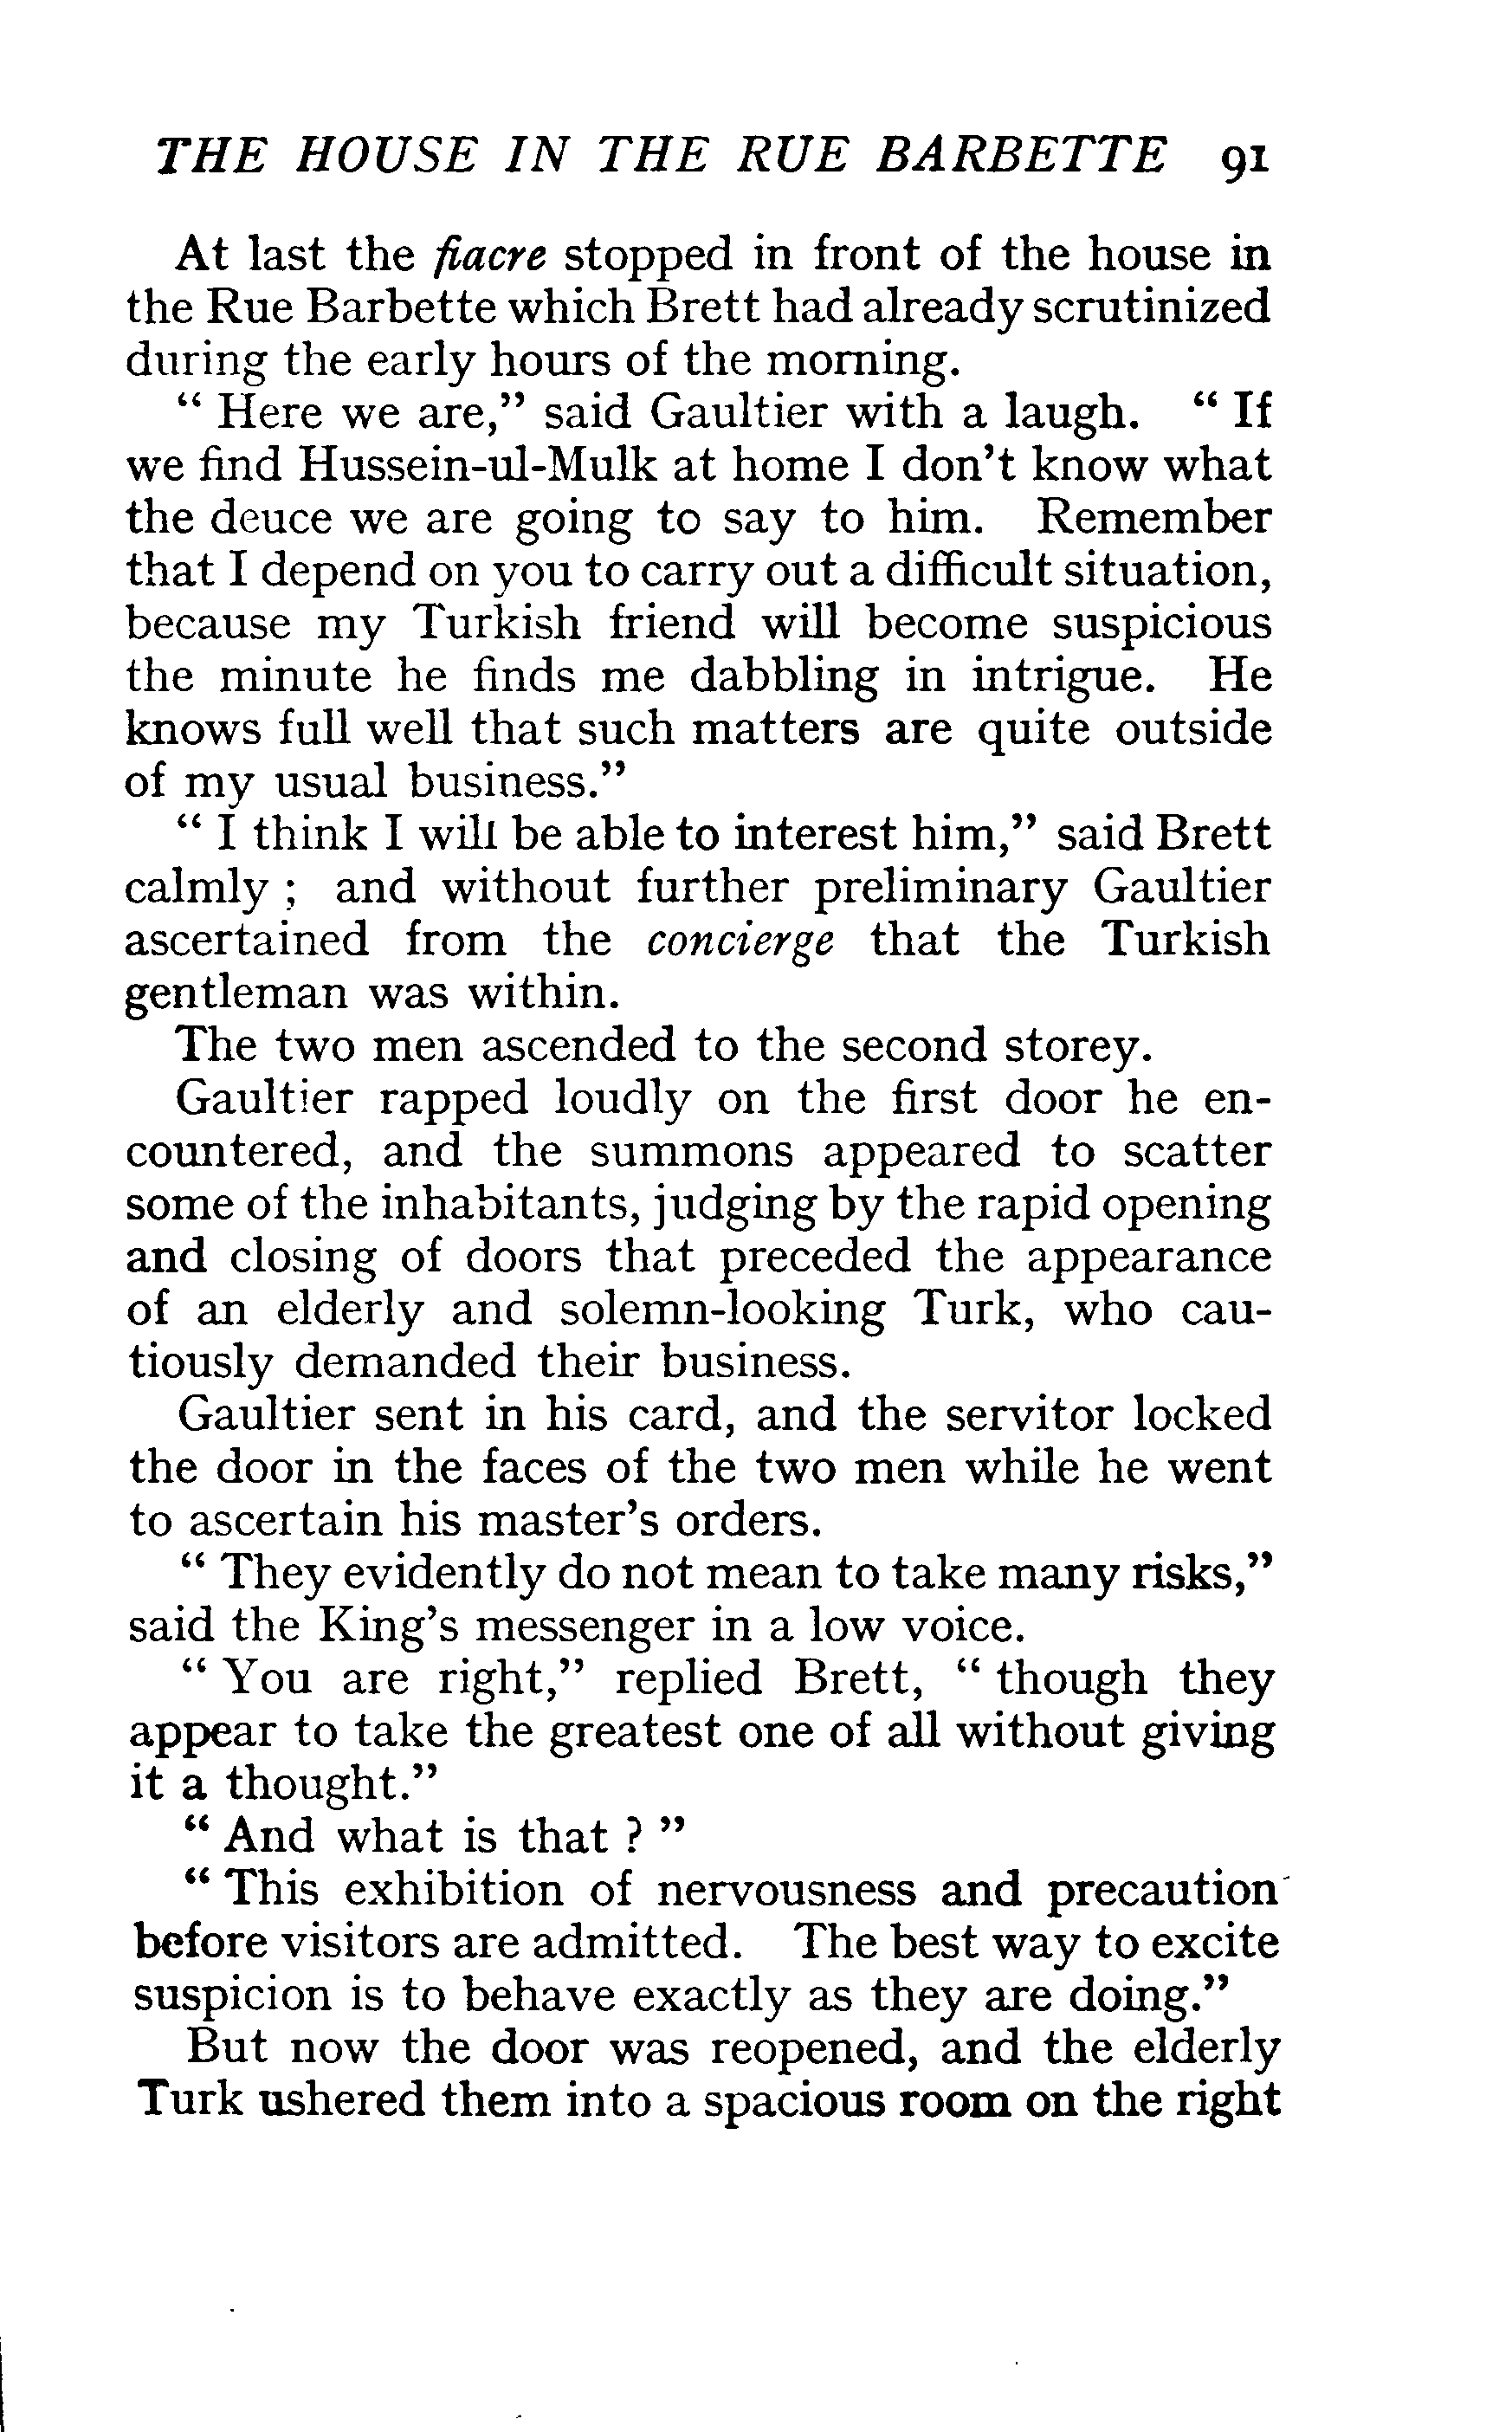 THE HOUSE IN THE RUE BARBETTE 91
At last the fiacre stopped in front of the house in
the Rue Barbette which Brett had already scrutinized
during the early hours of the morning.
“ Here we are,” said Gaultier with a laugh. “ If
we find Hussein-ul-Mulk at home I don’t know what
the deuce we are going to say to him. Remember
that I depend on you to carry out a difficult situation,
because my Turkish friend will become suspicious
the minute he finds me dabbling in intrigue. He
knows full well that such matters are quite outside
of my usual business.”
“ I think I will be able to interest him,” said Brett
calmly ; and without further preliminary Gaultier
ascertained from the concierge that the Turkish
gentleman was within.
The two men ascended to the second storey.
Gaultier rapped loudly on the first door he en-
countered, and the summons appeared to scatter
some of the inhabitants, judging by the rapid opening
and closing of doors that preceded the appearance
of an elderly and solemn-looking Turk, who cau-
tiously demanded their business.
Gaultier sent in his card, and the servitor locked
the door in the faces of the two men while he went
to ascertain his master’s orders.
“ They evidently do not mean to take many risks,”
said the King’s messenger in a low voice.
“ You are right,” replied Brett, “ though they
appear to take the greatest one of all without giving
it a thought.”
“ And what is that ? ”
“ This exhibition of nervousness and precaution
before visitors are admitted. The best way to excite
suspicion is to behave exactly as they are doing.”
But now the door was reopened, and the elderly
Turk ushered them into a spacious room on the right